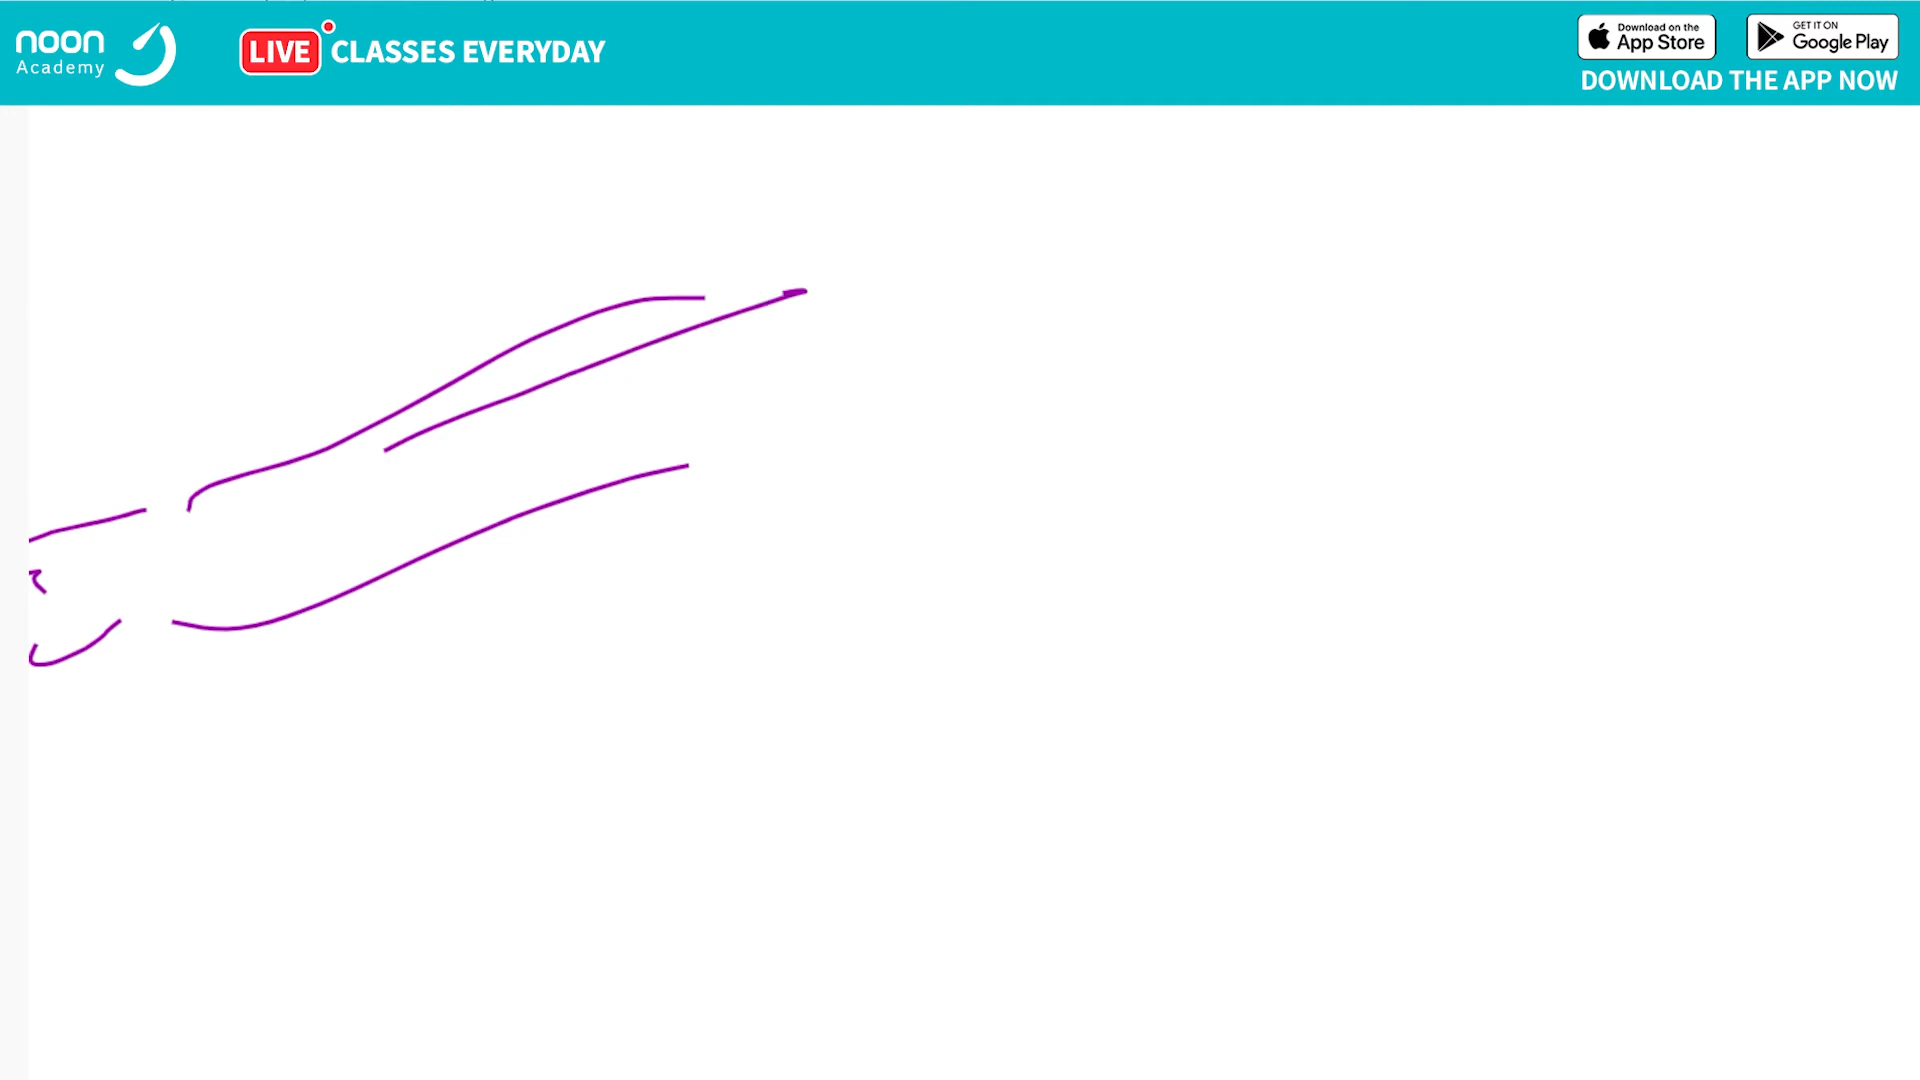 noon
Academy
LIVE CLASSES EVERYDAY
Download on the
App Store
GET IT ON
Google Play
DOWNLOAD THE APP NOW